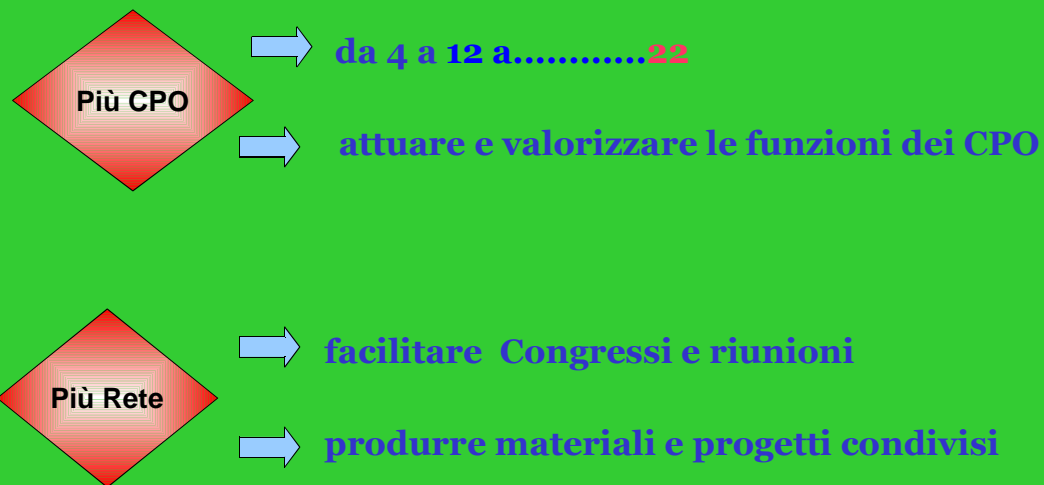 da 4 a 12 a............22
Più CPO
attuare e valorizzare le funzioni dei CPO
facilitare Congressi e riunioni
Più Rete
produrre materiali e progetti condivisi